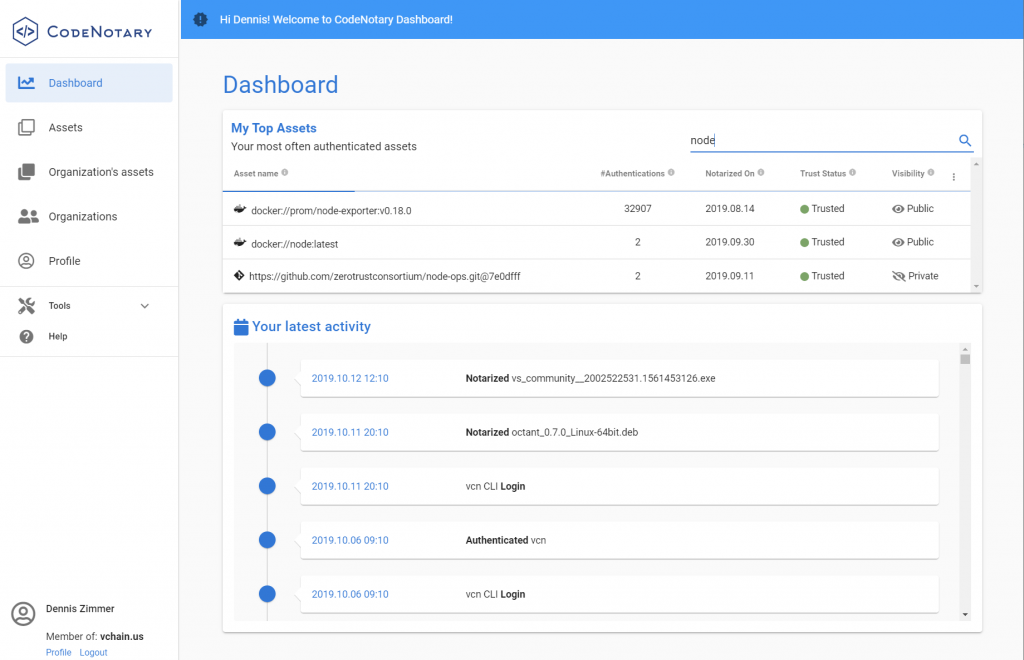 CodeNotary
Hi Dennis! Welcome to CodeNotary Dashboard!
Dashboard
Assets
Organization's assets
Organizations
Profile
Tools
Help
Dennis Zimmer
Member of: vchain.us
Profile Logout
Dashboard
My Top Assets
Your most often authenticated assets
node
Asset name #Authentications Notarized On Trust Status Visibility
docker://prom/node-exporter:v0.18.0 32907 2019.08.14 Trusted Public
docker://node:latest 2 2019.09.30 Trusted Public
https://github.com/zerotrustconsortium/node-ops.git@7e0dfff 2 2019.09.11 Trusted Private
Your latest activity
2019.10.12 12:10 Notarized vs_community__2002522531.1561453126.exe
2019.10.11 20:10 Notarized octant_0.7.0_Linux-64bit.deb
2019.10.11 20:10 vcn CLI Login
2019.10.06 09:10 Authenticated vcn
2019.10.06 09:10 vcn CLI Login